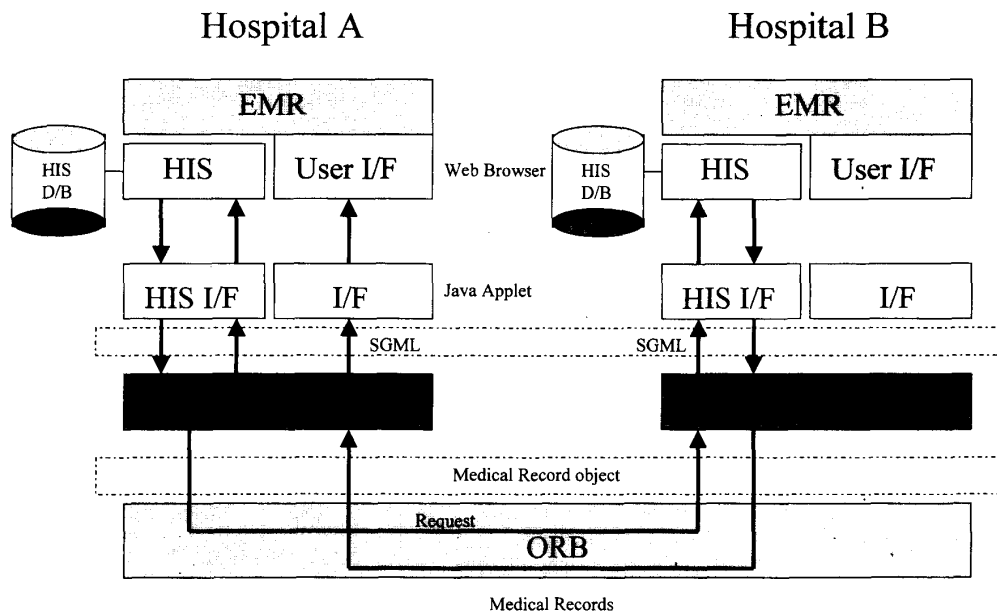 Hospital A
Hospital B
EMR
EMR
HIS
D/B
HIS
User I/F
Web Browser
HIS
D/B
HIS
User I/F
HIS I/F
I/F
Java Applet
HIS I/F
I/F
SGML
SGML
Medical Record object
Request
ORB
Medical Records